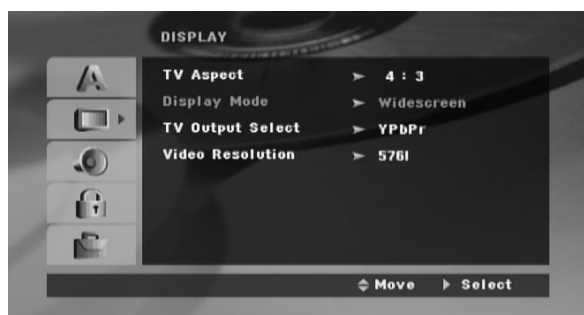 DISPLAY
TV Aspect ➤ 4 : 3
Display Mode ➤ Widescreen
TV Output Select ➤ YPbPr
Video Resolution ➤ 576I
Move Select